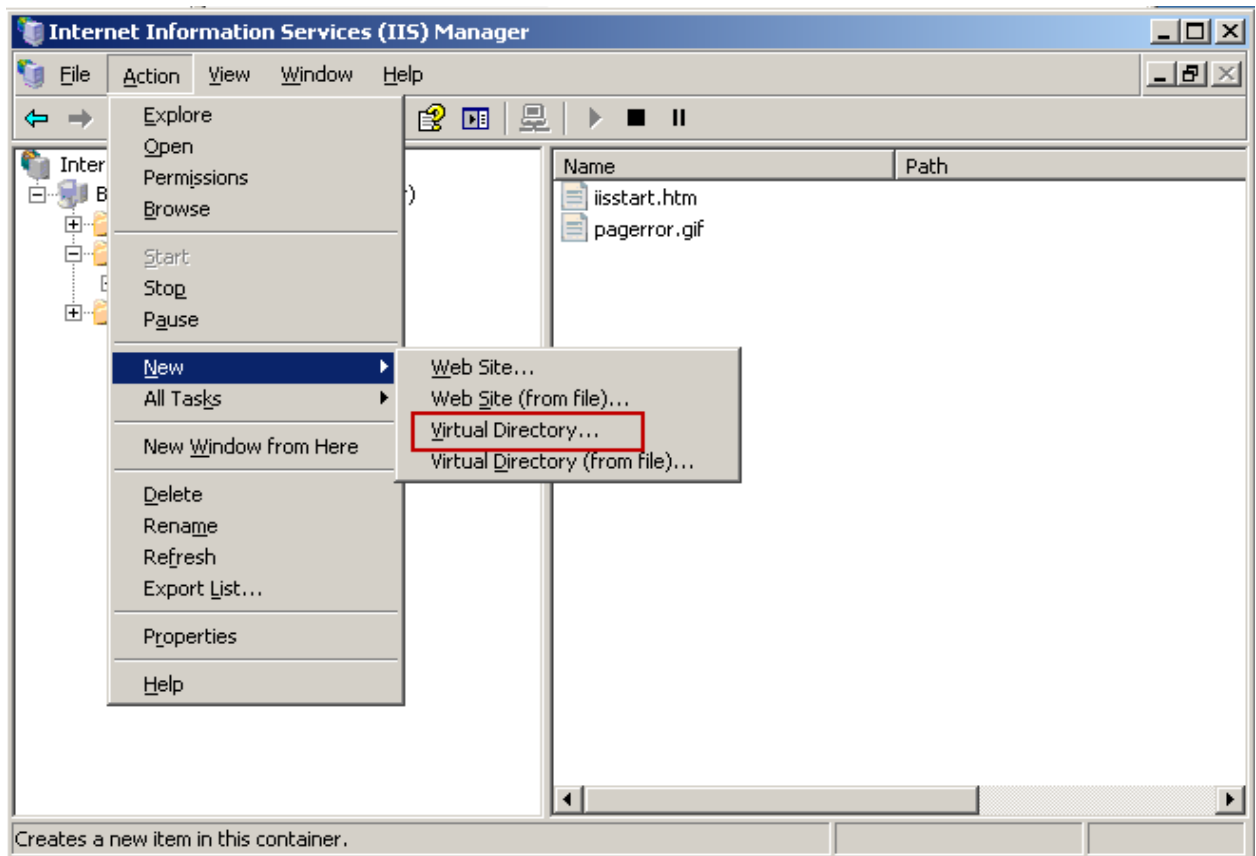 Internet Information Services (IIS) Manager
File Action View Window Help
Explore
Open
Permissions
Browse
Start
Stop
Pause
New
All Tasks
New Window from Here
Delete
Rename
Refresh
Export List...
Properties
Help
Web Site...
Web Site (from file)...
Virtual Directory...
Virtual Directory (from file)...
Inter
B
)
Name Path
iisstart.htm
pagerror.gif
Creates a new item in this container.